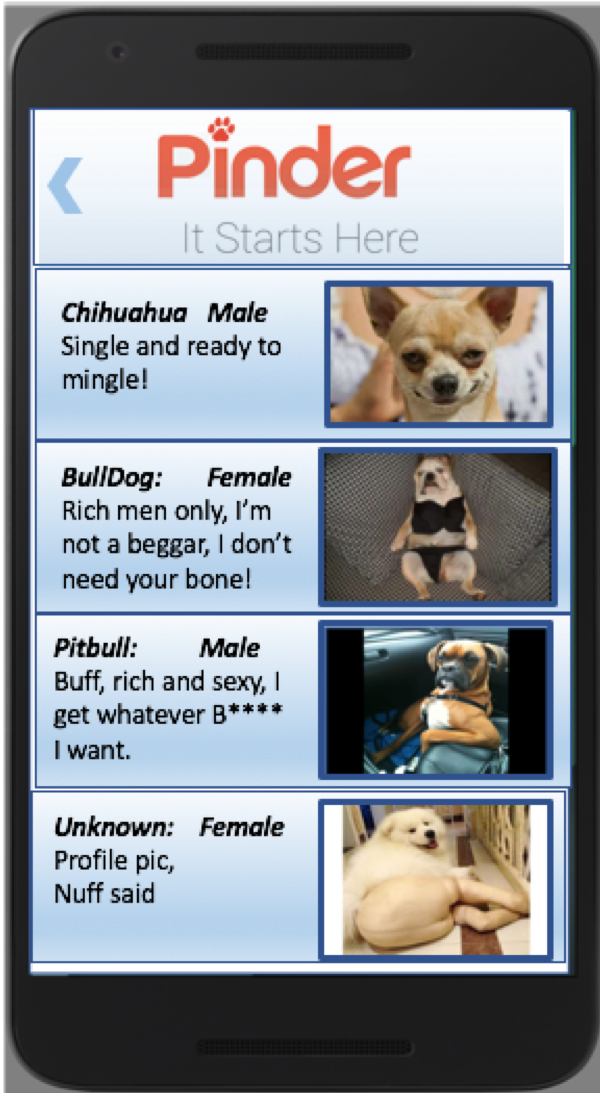 Pinder
It Starts Here
Chihuahua Male
Single and ready to
mingle!
BullDog: Female
Rich men only, I'm
not a beggar, I don't
need your bone!
Pitbull: Male
Buff, rich and sexy, I
get whatever B****
I want.
Unknown: Female
Profile pic,
Nuff said